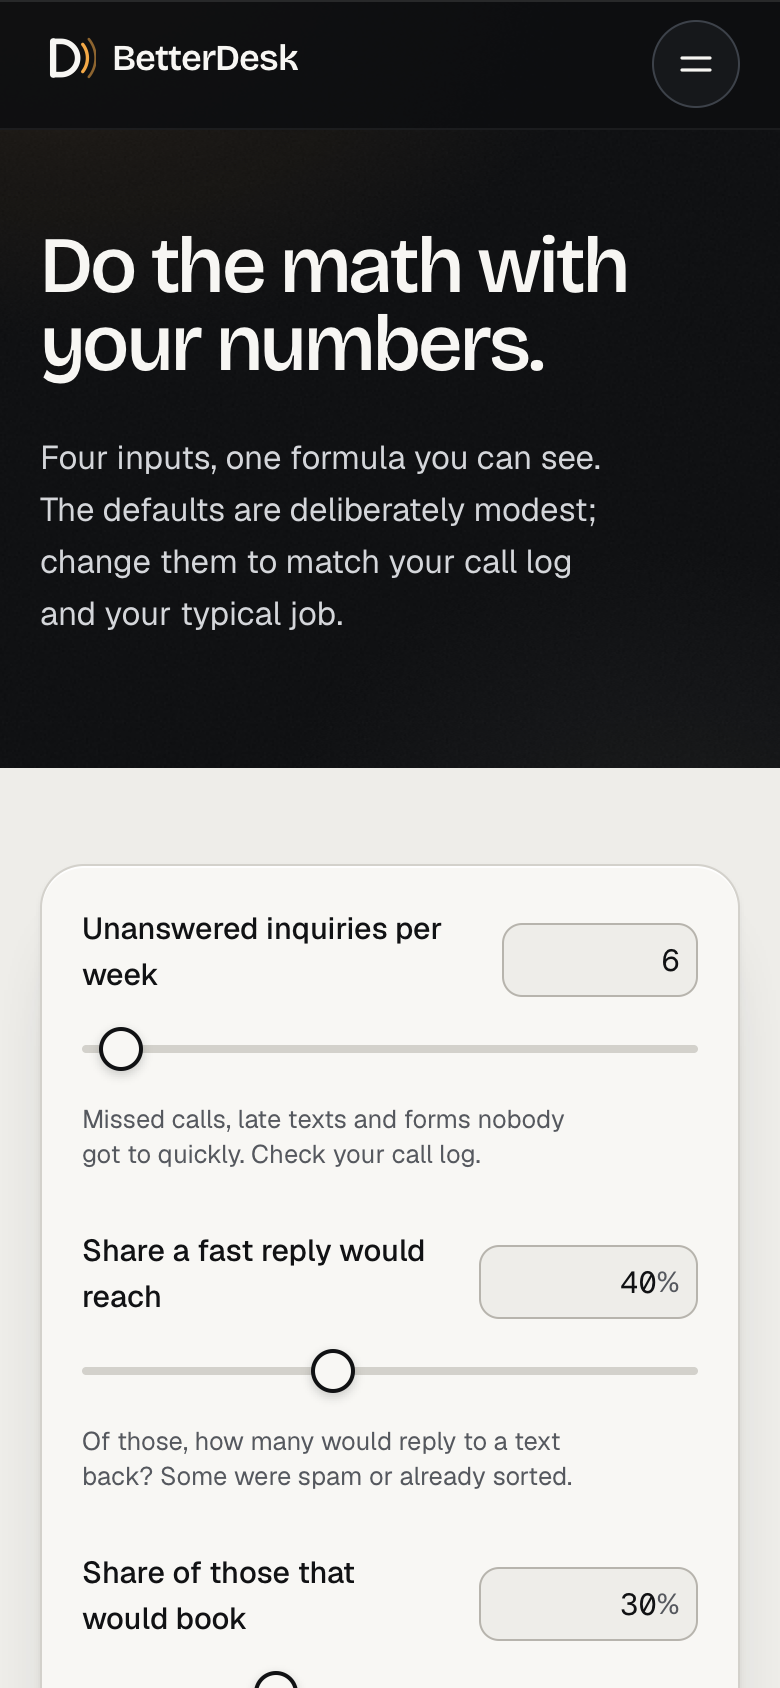 BetterDesk
Do the math with
your numbers.
Four inputs, one formula you can see.
The defaults are deliberately modest;
change them to match your call log
and your typical job.
Unanswered inquiries per
week
6
Missed calls, late texts and forms nobody
got to quickly. Check your call log.
Share a fast reply would
reach
40%
Of those, how many would reply to a text
back? Some were spam or already sorted.
Share of those that
would book
30%